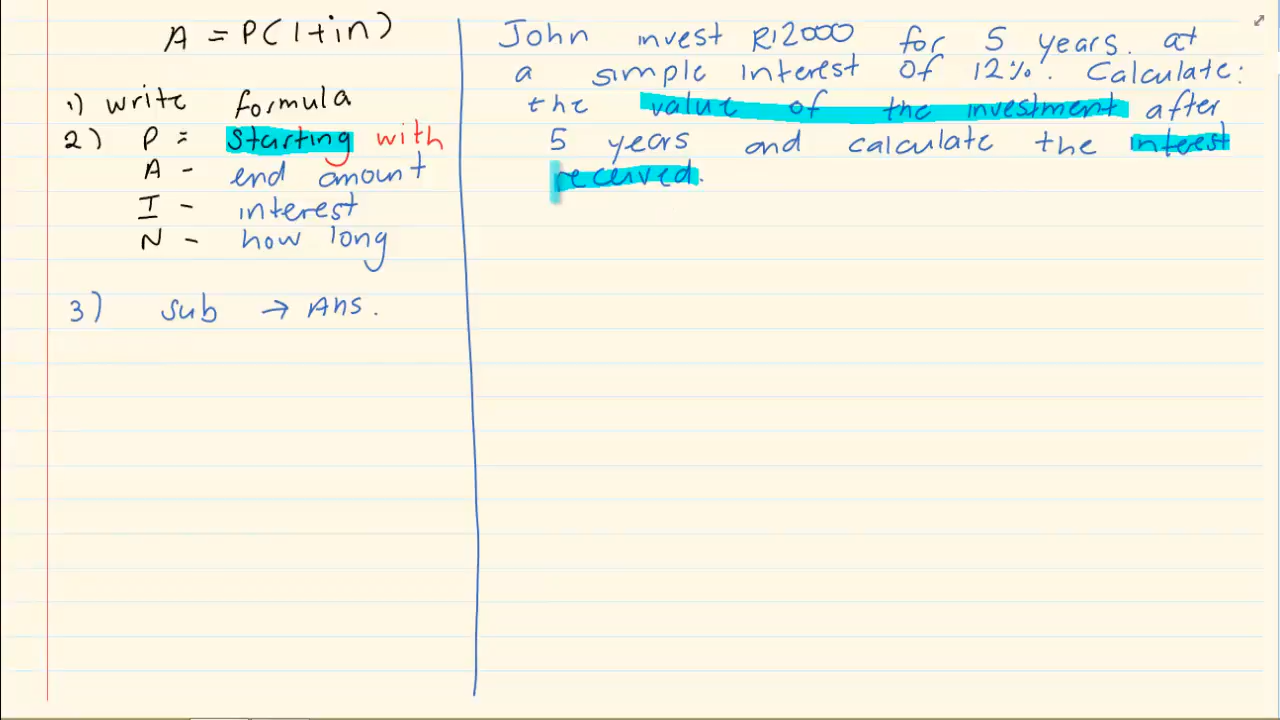 A = P(1+in)
1) write formula
2) P = starting with
A - end amount
I - interest
N - how long
3) sub → Ans.
John invest R12000 for 5 years. at
a simple interest of 12%. Calculate:
the value of the investment after
5 years and calculate the interest
received.